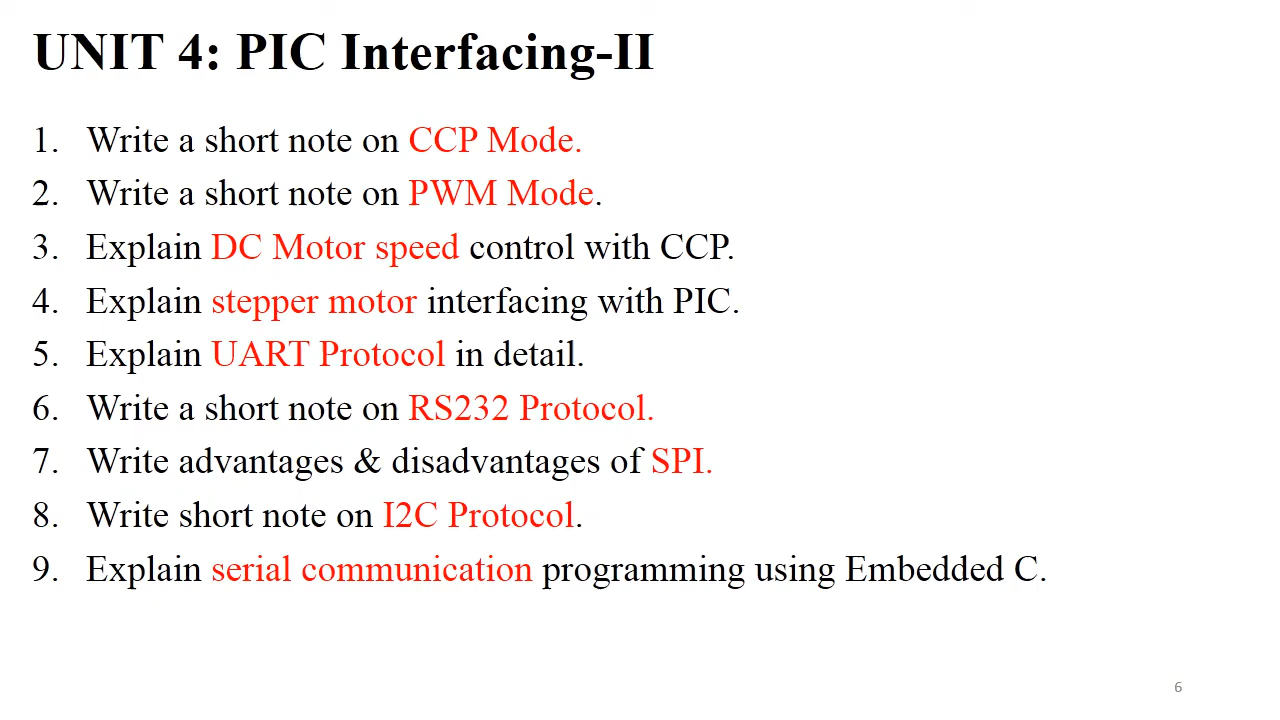 UNIT 4: PIC Interfacing-II
1. Write a short note on CCP Mode.
2. Write a short note on PWM Mode.
3. Explain DC Motor speed control with CCP.
4. Explain stepper motor interfacing with PIC.
5. Explain UART Protocol in detail.
6. Write a short note on RS232 Protocol.
7. Write advantages & disadvantages of SPI.
8. Write short note on I2C Protocol.
9. Explain serial communication programming using Embedded C.
6